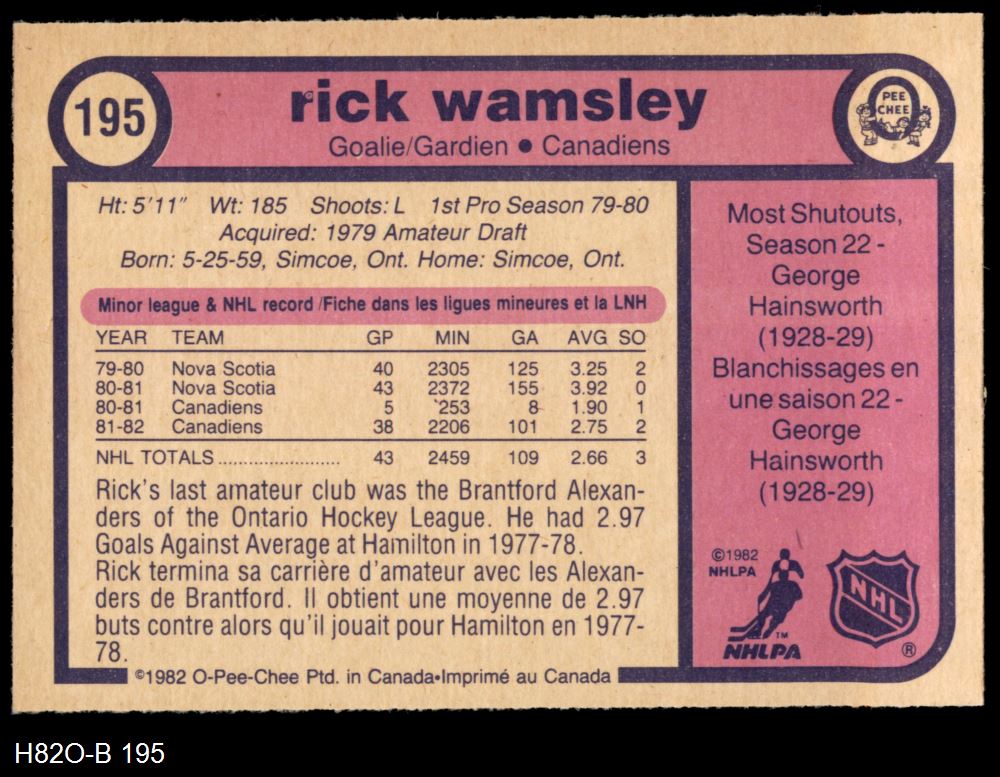 195
rick wamsley
Goalie/Gardien • Canadiens
O
PEE
CHEE
Ht: 5'11" Wt: 185 Shoots: L 1st Pro Season 79-80
Acquired: 1979 Amateur Draft
Born: 5-25-59, Simcoe, Ont. Home: Simcoe, Ont.
Minor league & NHL record /Fiche dans les ligues mineures et la LNH
YEAR TEAM GP MIN GA AVG SO
79-80 Nova Scotia 40 2305 125 3.25 2
80-81 Nova Scotia 43 2372 155 3.92 0
80-81 Canadiens 5 253 8 1.90 1
81-82 Canadiens 38 2206 101 2.75 2
NHL TOTALS ........................ 43 2459 109 2.66 3
Rick's last amateur club was the Brantford Alexan-
ders of the Ontario Hockey League. He had 2.97
Goals Against Average at Hamilton in 1977-78.
Rick termina sa carrière d'amateur avec les Alexan-
ders de Brantford. Il obtient une moyenne de 2.97
buts contre alors qu'il jouait pour Hamilton en 1977-
78.
©1982 O-Pee-Chee Ptd. in Canada•Imprimé au Canada
Most Shutouts,
Season 22 -
George
Hainsworth
(1928-29)
Blanchissages en
une saison 22 -
George
Hainsworth
(1928-29)
©1982
NHLPA
TM
NHLPA
NHL
®
H82O-B 195